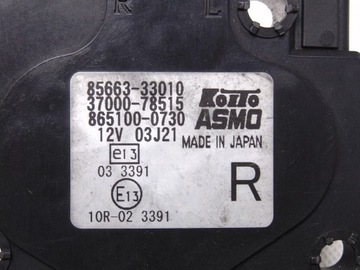 R L
85663-33010
37000-78515
865100-0730
12V 03J21
KOITO
ASMO
MADE IN JAPAN
e13
03 3391
E13
10R-02 3391
R